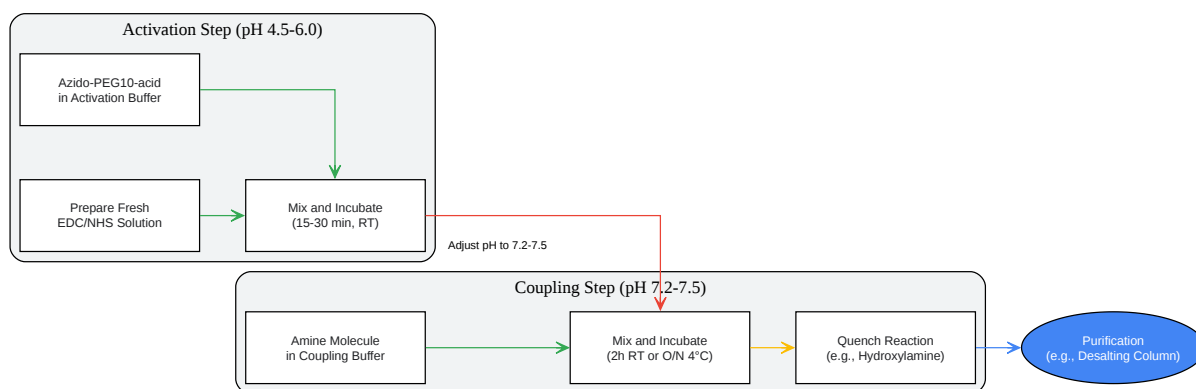 Activation Step (pH 4.5-6.0)
Azido-PEG10-acid
in Activation Buffer
Prepare Fresh
EDC/NHS Solution
Mix and Incubate
(15-30 min, RT)
Adjust pH to 7.2-7.5
Coupling Step (pH 7.2-7.5)
Amine Molecule
in Coupling Buffer
Mix and Incubate
(2h RT or O/N 4°C)
Quench Reaction
(e.g., Hydroxylamine)
Purification
(e.g., Desalting Column)